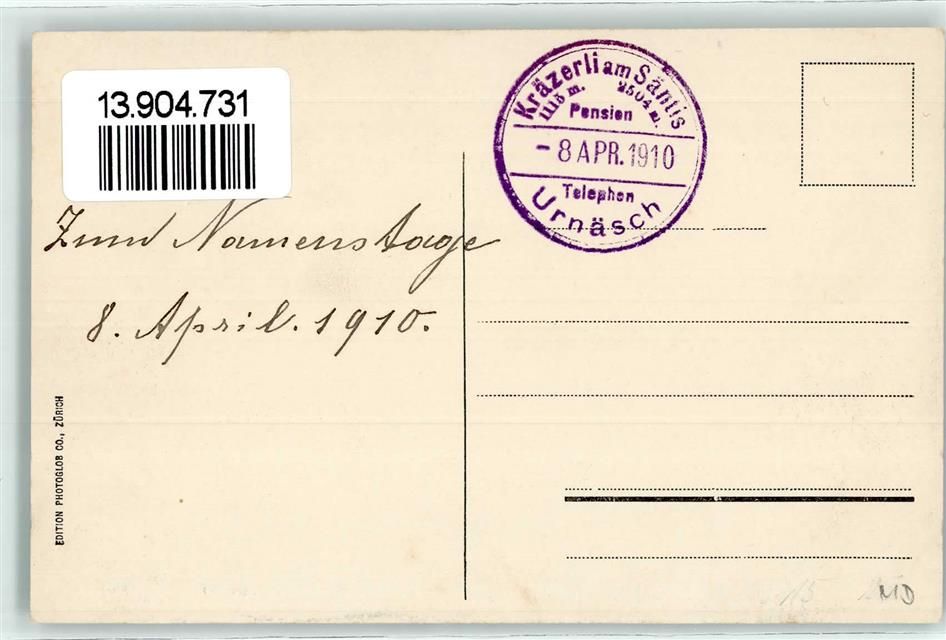 13.904.731
Kräzerli am Säntis
1115 m. 2504 m.
Pension
- 8 APR. 1910
Telephon
Urnäsch
Zum Namenstage
8. April. 1910.
EDITION PHOTOGLOB CO., ZÜRICH
MD